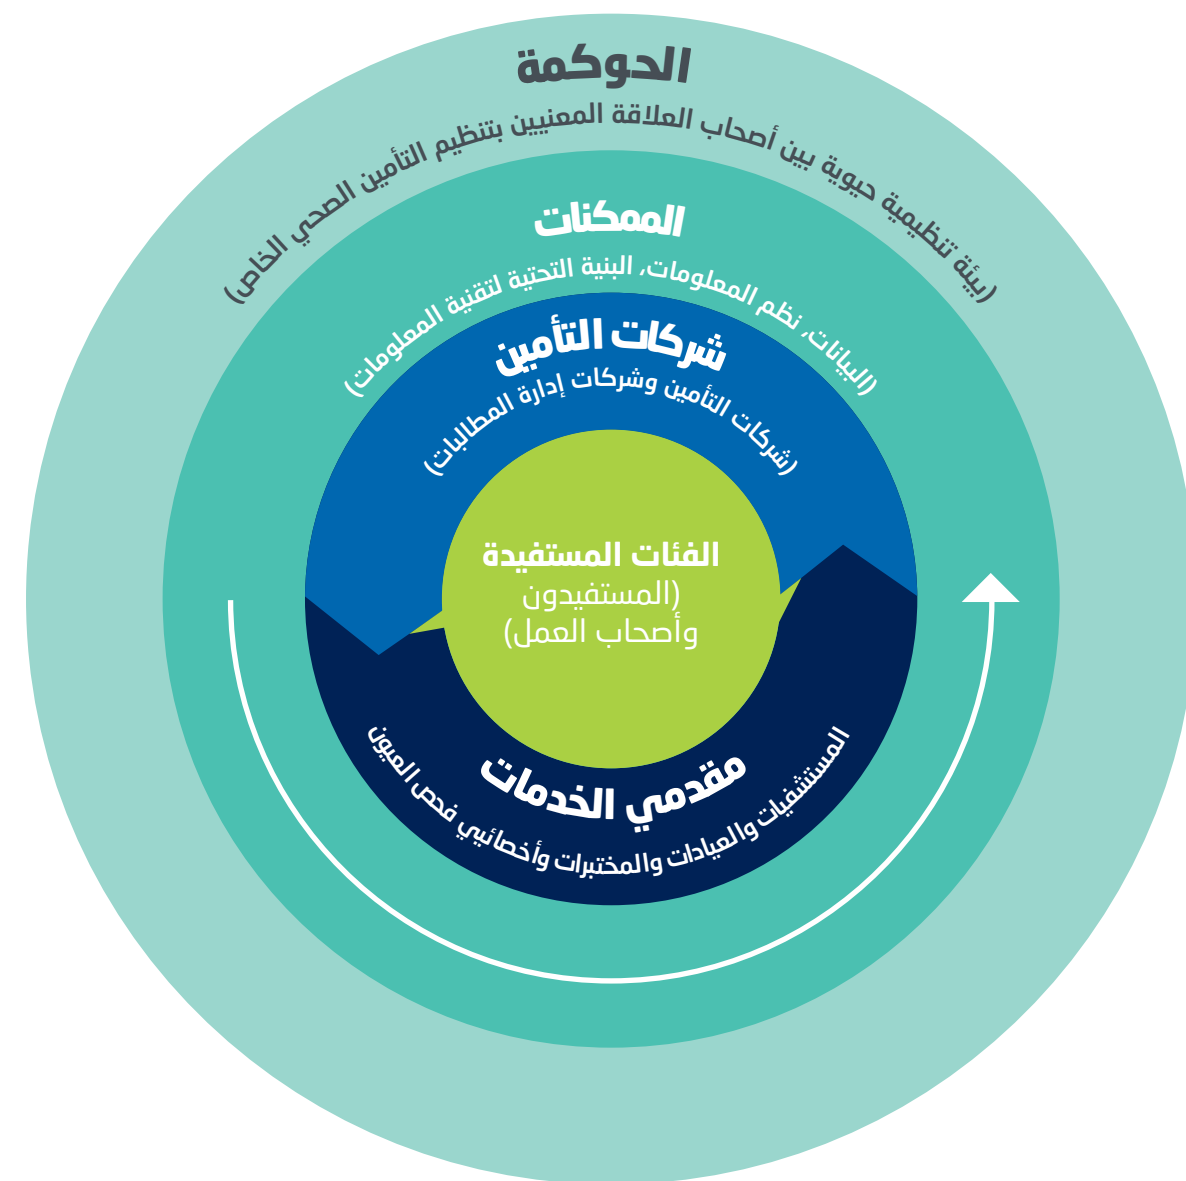 الحوكمة
(بيئة تنظيمية حيوية بين أصحاب العلاقة المعنيين بتنظيم التأمين الصحي الخاص)
الممكنات
(البيانات، نظم المعلومات، البنية التحتية لتقنية المعلومات)
شركات التأمين
(شركات التأمين وشركات إدارة المطالبات)
الفئات المستفيدة
(المستفيدون
وأصحاب العمل)
مقدمي الخدمات
المستشفيات والعيادات والمختبرات وأخصائيي فحص العيون